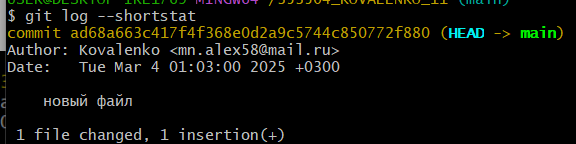 $ git log --shortstat
commit ad68a663c417f4f368e0d2a9c5744c850772f880 (HEAD -> main)
Author: Kovalenko <mn.alex58@mail.ru>
Date:   Tue Mar 4 01:03:00 2025 +0300
новый файл
1 file changed, 1 insertion(+)